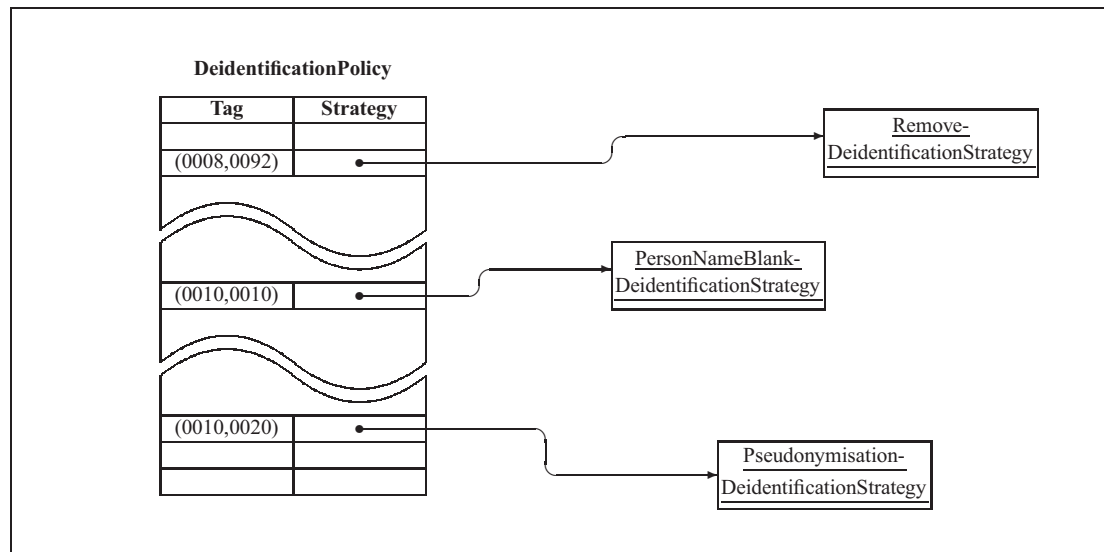 DeidentificationPolicy
Tag Strategy
(0008,0092)
Remove-
DeidentificationStrategy
(0010,0010)
PersonNameBlank-
DeidentificationStrategy
(0010,0020)
Pseudonymisation-
DeidentificationStrategy